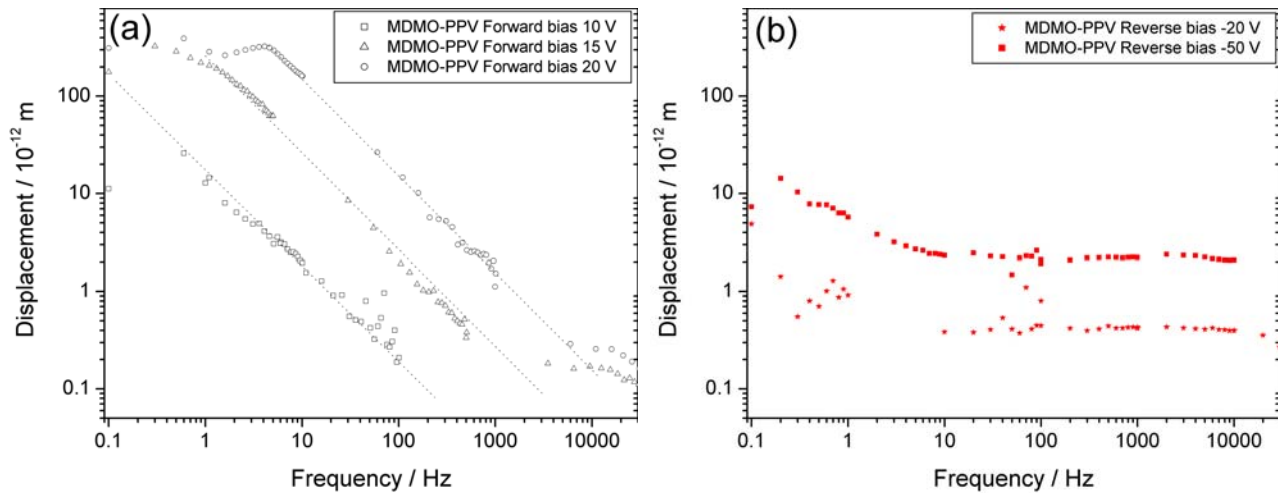 (a)
MDMO-PPV Forward bias 10 V
MDMO-PPV Forward bias 15 V
MDMO-PPV Forward bias 20 V
100
10
1
0.1
Displacement / 10⁻¹² m
0.1 1 10 100 1000 10000
Frequency / Hz
(b)
MDMO-PPV Reverse bias -20 V
MDMO-PPV Reverse bias -50 V
100
10
1
0.1
Displacement / 10⁻¹² m
0.1 1 10 100 1000 10000
Frequency / Hz